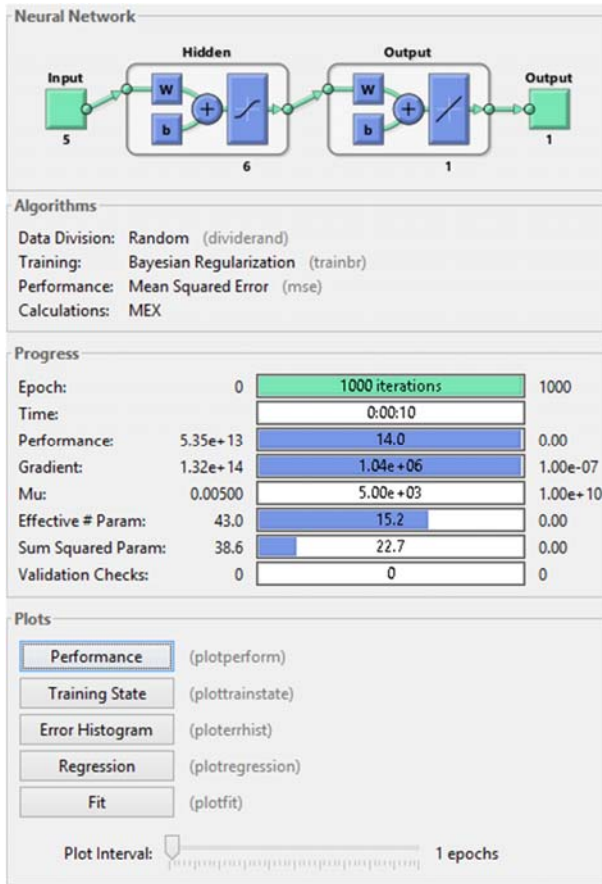 Neural Network
Hidden
Output
Input
W
b
+
W
b
+
Output
5
6
1
1
Algorithms
Data Division: Random (dividerand)
Training: Bayesian Regularization (trainbr)
Performance: Mean Squared Error (mse)
Calculations: MEX
Progress
Epoch: 0 1000 iterations 1000
Time: 0:00:10
Performance: 5.35e+13 14.0 0.00
Gradient: 1.32e+14 1.04e+06 1.00e-07
Mu: 0.00500 5.00e+03 1.00e+10
Effective # Param: 43.0 15.2 0.00
Sum Squared Param: 38.6 22.7 0.00
Validation Checks: 0 0 0
Plots
Performance (plotperform)
Training State (plottrainstate)
Error Histogram (ploterrhist)
Regression (plotregression)
Fit (plotfit)
Plot Interval: 1 epochs